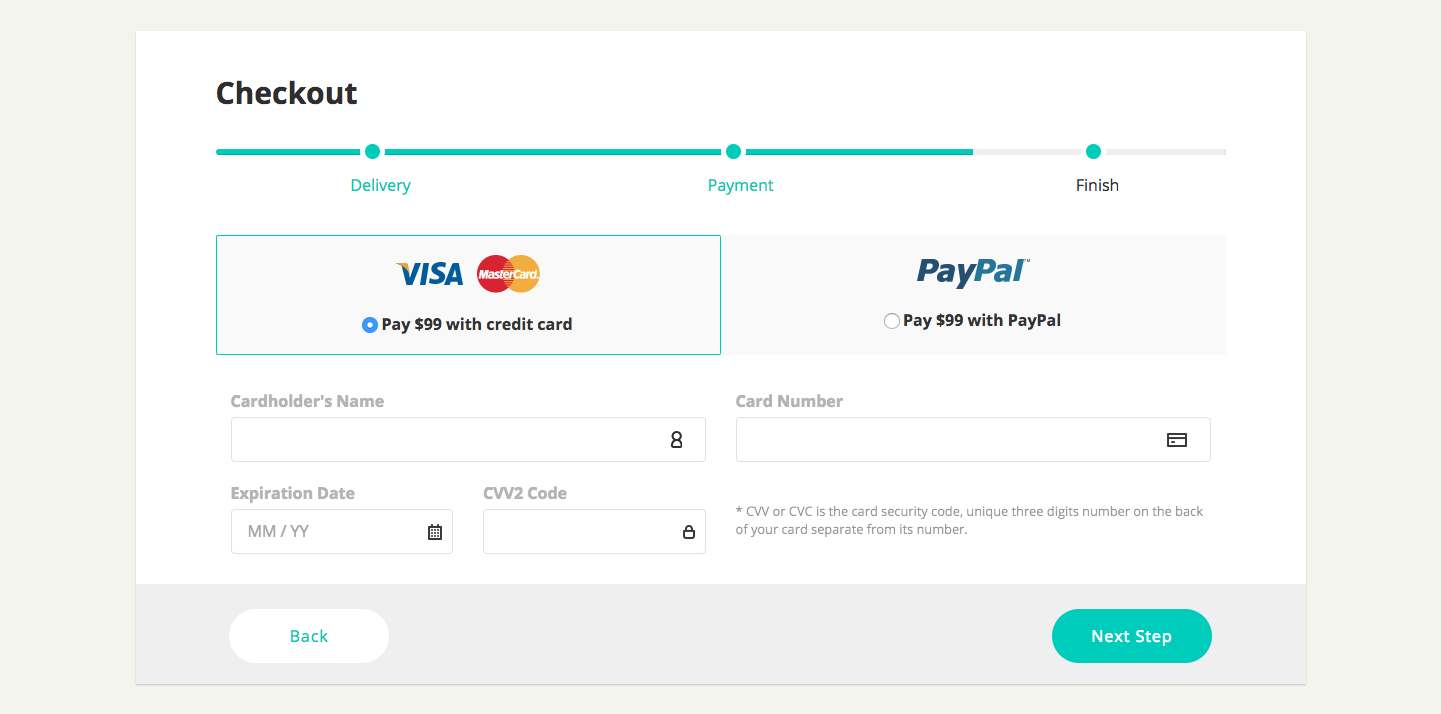 Checkout
Delivery
Payment
Finish
VISA
MasterCard.
Pay $99 with credit card
PayPal™
Pay $99 with PayPal
Cardholder's Name
Card Number
Expiration Date
CVV2 Code
MM / YY
* CVV or CVC is the card security code, unique three digits number on the back
of your card separate from its number.
Back
Next Step